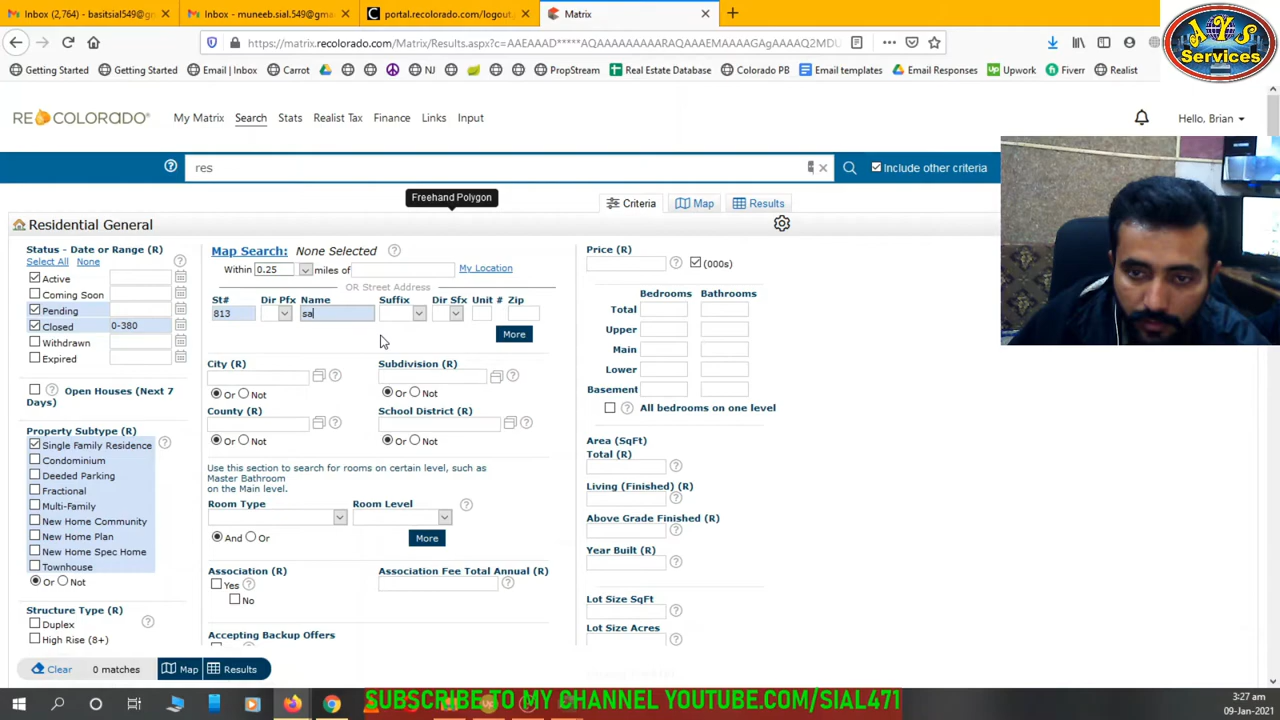 Inbox (2,764) - basitsial549@g
Inbox - muneeb.sial.549@gm
portal.recolorado.com/logout
Matrix
https://matrix.recolorado.com/Matrix/Results.aspx?c=AAEAAAD*****AQAAAAAAAAARAQAAAEMAAAAGAgAAAAQ2MDU
Getting Started
Getting Started
Email | Inbox
Carrot
NJ
PropStream
Real Estate Database
Colorado PB
Email templates
Email Responses
Upwork
Fiverr
Realist
AYS
Services
RECOLORADO
My Matrix
Search
Stats
Realist Tax
Finance
Links
Input
Hello, Brian
res
Include other criteria
Freehand Polygon
Criteria
Map
Results
Residential General
Status - Date or Range (R)
Select All
None
Active
Coming Soon
Pending
Closed
0-380
Withdrawn
Expired
Open Houses (Next 7
Days)
Property Subtype (R)
Single Family Residence
Condominium
Deeded Parking
Fractional
Multi-Family
New Home Community
New Home Plan
New Home Spec Home
Townhouse
Or
Not
Structure Type (R)
Duplex
High Rise (8+)
Map Search:
None Selected
Within
0.25
miles of
My Location
OR Street Address
St#
Dir Pfx
Name
Suffix
Dir Sfx
Unit #
Zip
813
sa
More
City (R)
Subdivision (R)
Or
Not
Or
Not
County (R)
School District (R)
Or
Not
Or
Not
Use this section to search for rooms on certain level, such as
Master Bathroom
on the Main level.
Room Type
Room Level
And
Or
More
Association (R)
Association Fee Total Annual (R)
Yes
No
Accepting Backup Offers
Price (R)
(000s)
Bedrooms
Bathrooms
Total
Upper
Main
Lower
Basement
All bedrooms on one level
Area (SqFt)
Total (R)
Living (Finished) (R)
Above Grade Finished (R)
Year Built (R)
Lot Size SqFt
Lot Size Acres
Clear
0 matches
Map
Results
SUBSCRIBE TO MY CHANNEL YOUTUBE.COM/SIAL471
3:27 am
09-Jan-2021